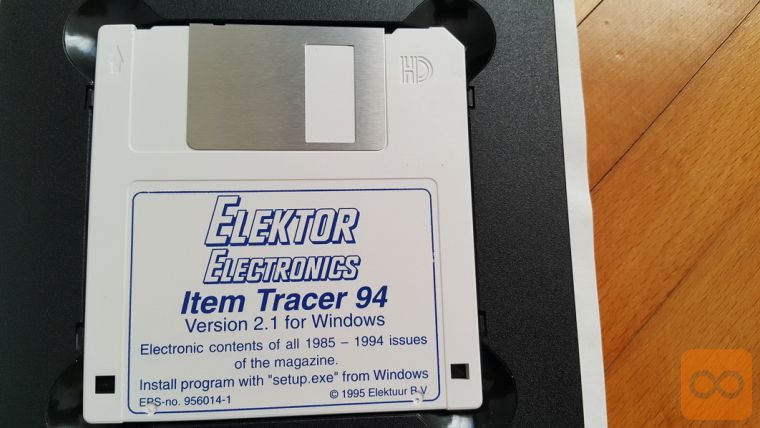 HD
ELEKTOR
ELECTRONICS
Item Tracer 94
Version 2.1 for Windows
Electronic contents of all 1985 – 1994 issues
of the magazine.
Install program with "setup.exe" from Windows
EPS-no. 956014-1 © 1995 Elektuur B.V.